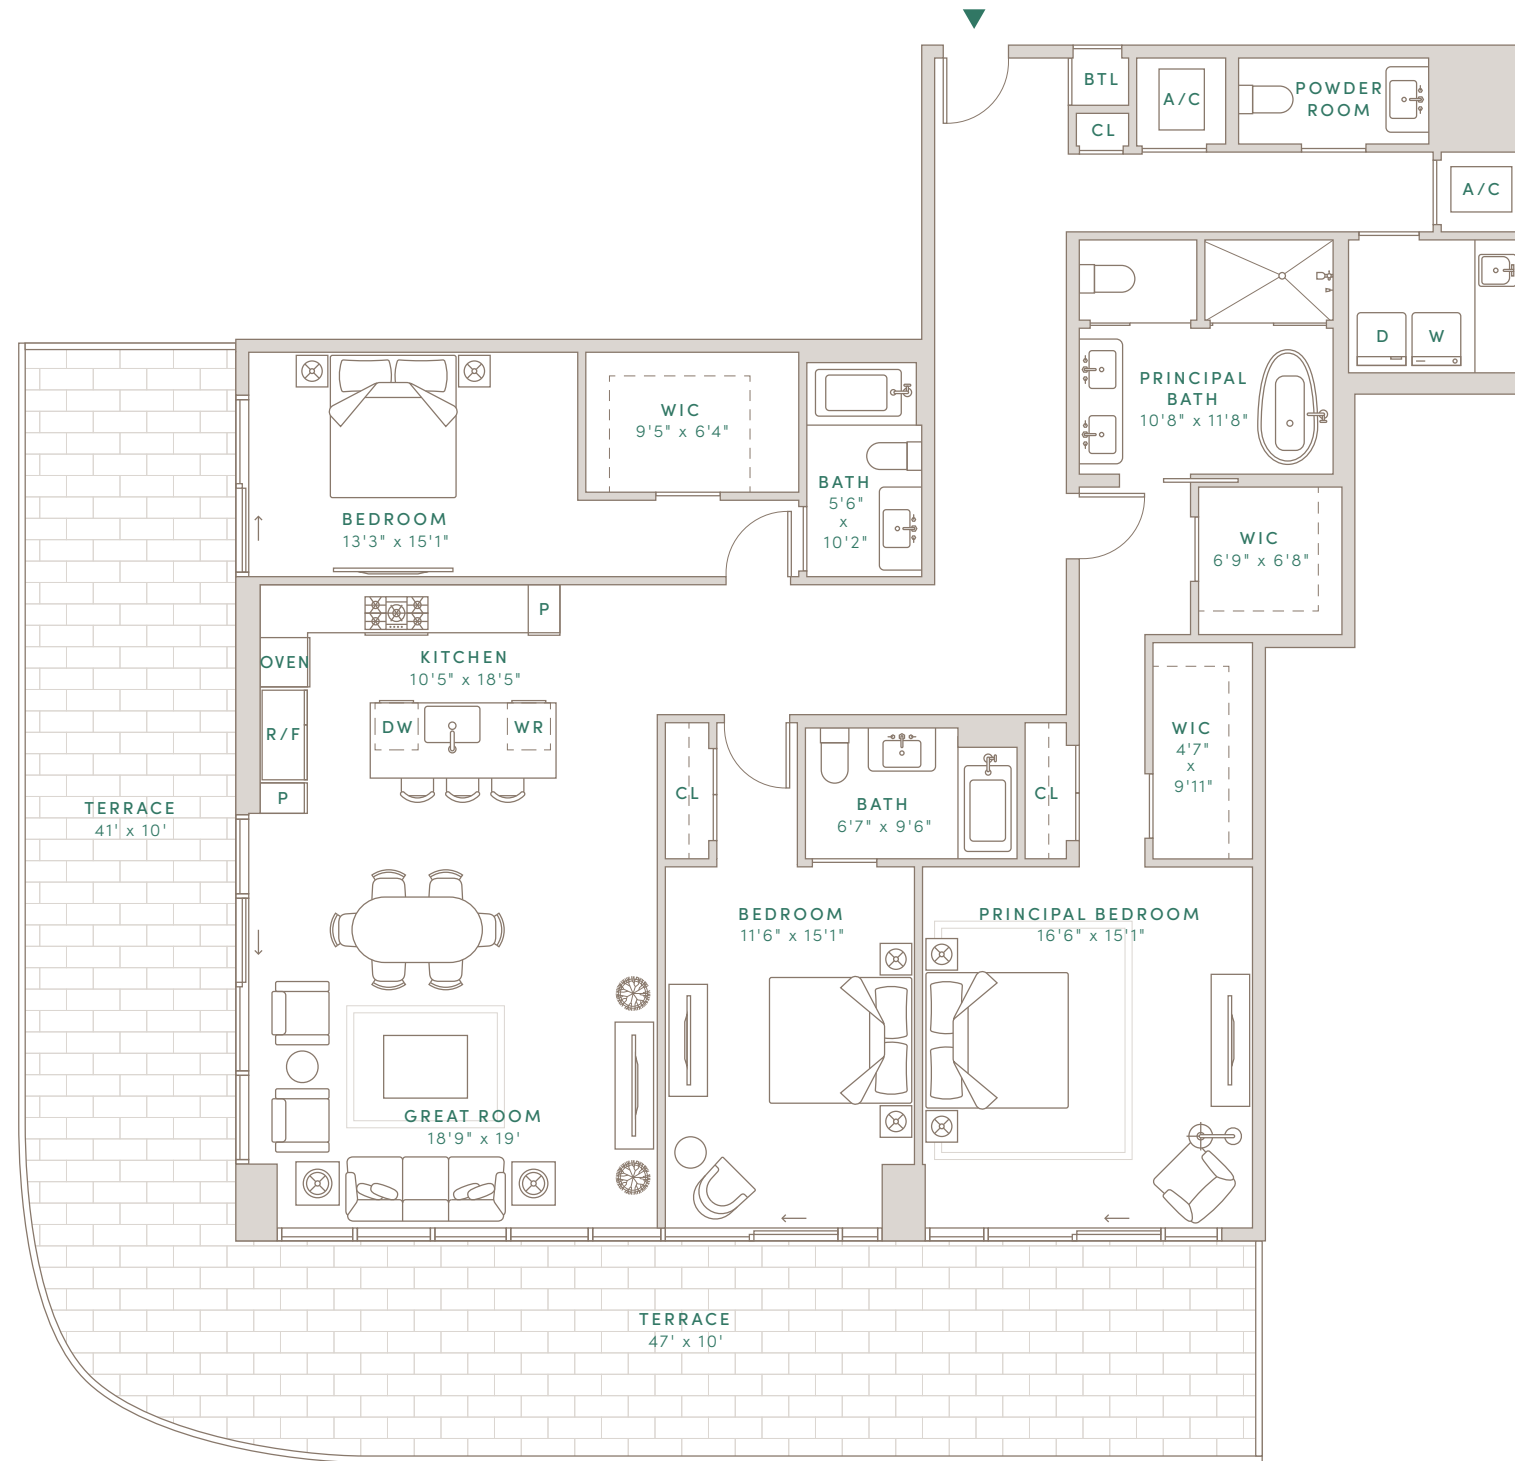 BTL
CL
A/C
POWDER
ROOM
A/C
D
W
PRINCIPAL
BATH
10'8" x 11'8"
WIC
9'5" x 6'4"
BATH
5'6"
x
10'2"
BEDROOM
13'3" x 15'1"
WIC
6'9" x 6'8"
P
OVEN
KITCHEN
10'5" x 18'5"
R/F
DW
WR
P
TERRACE
41' x 10'
CL
BATH
6'7" x 9'6"
CL
WIC
4'7"
x
9'11"
BEDROOM
11'6" x 15'1"
PRINCIPAL BEDROOM
16'6" x 15'1"
GREAT ROOM
18'9" x 19'
TERRACE
47' x 10'